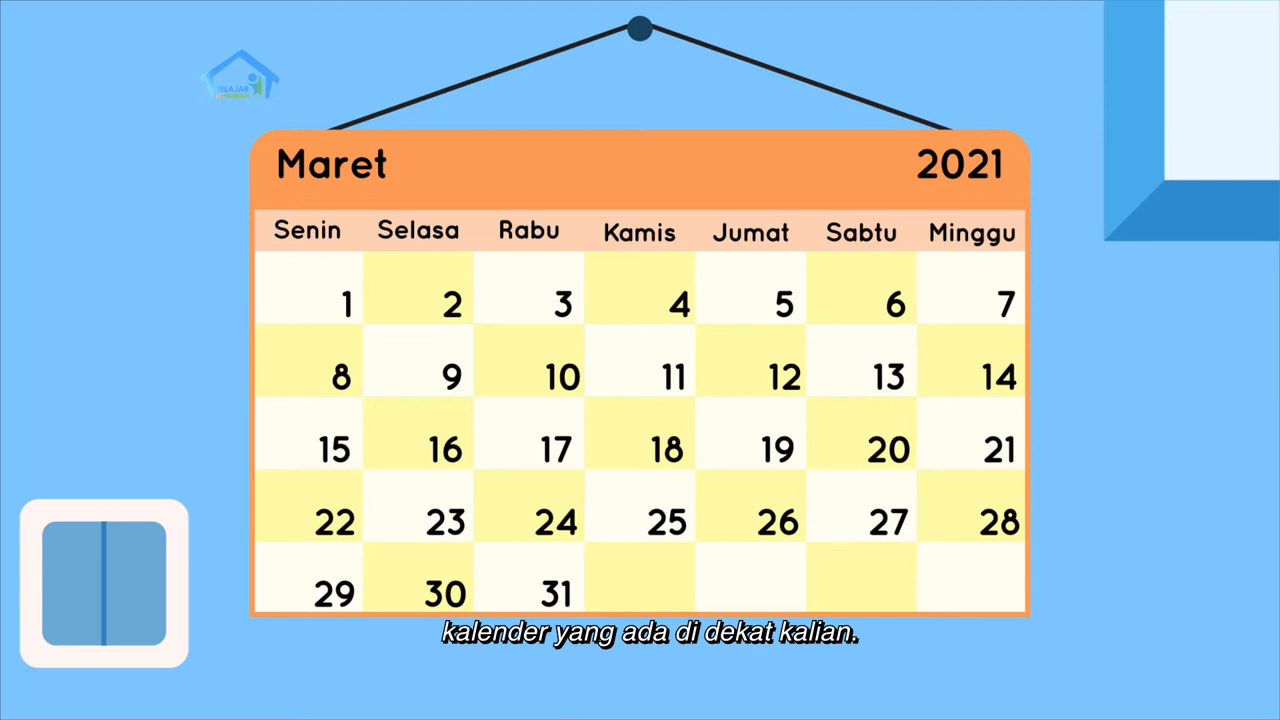 BELAJAR
Maret 2021
Senin Selasa Rabu Kamis Jumat Sabtu Minggu
1 2 3 4 5 6 7
8 9 10 11 12 13 14
15 16 17 18 19 20 21
22 23 24 25 26 27 28
29 30 31
kalender yang ada di dekat kalian.